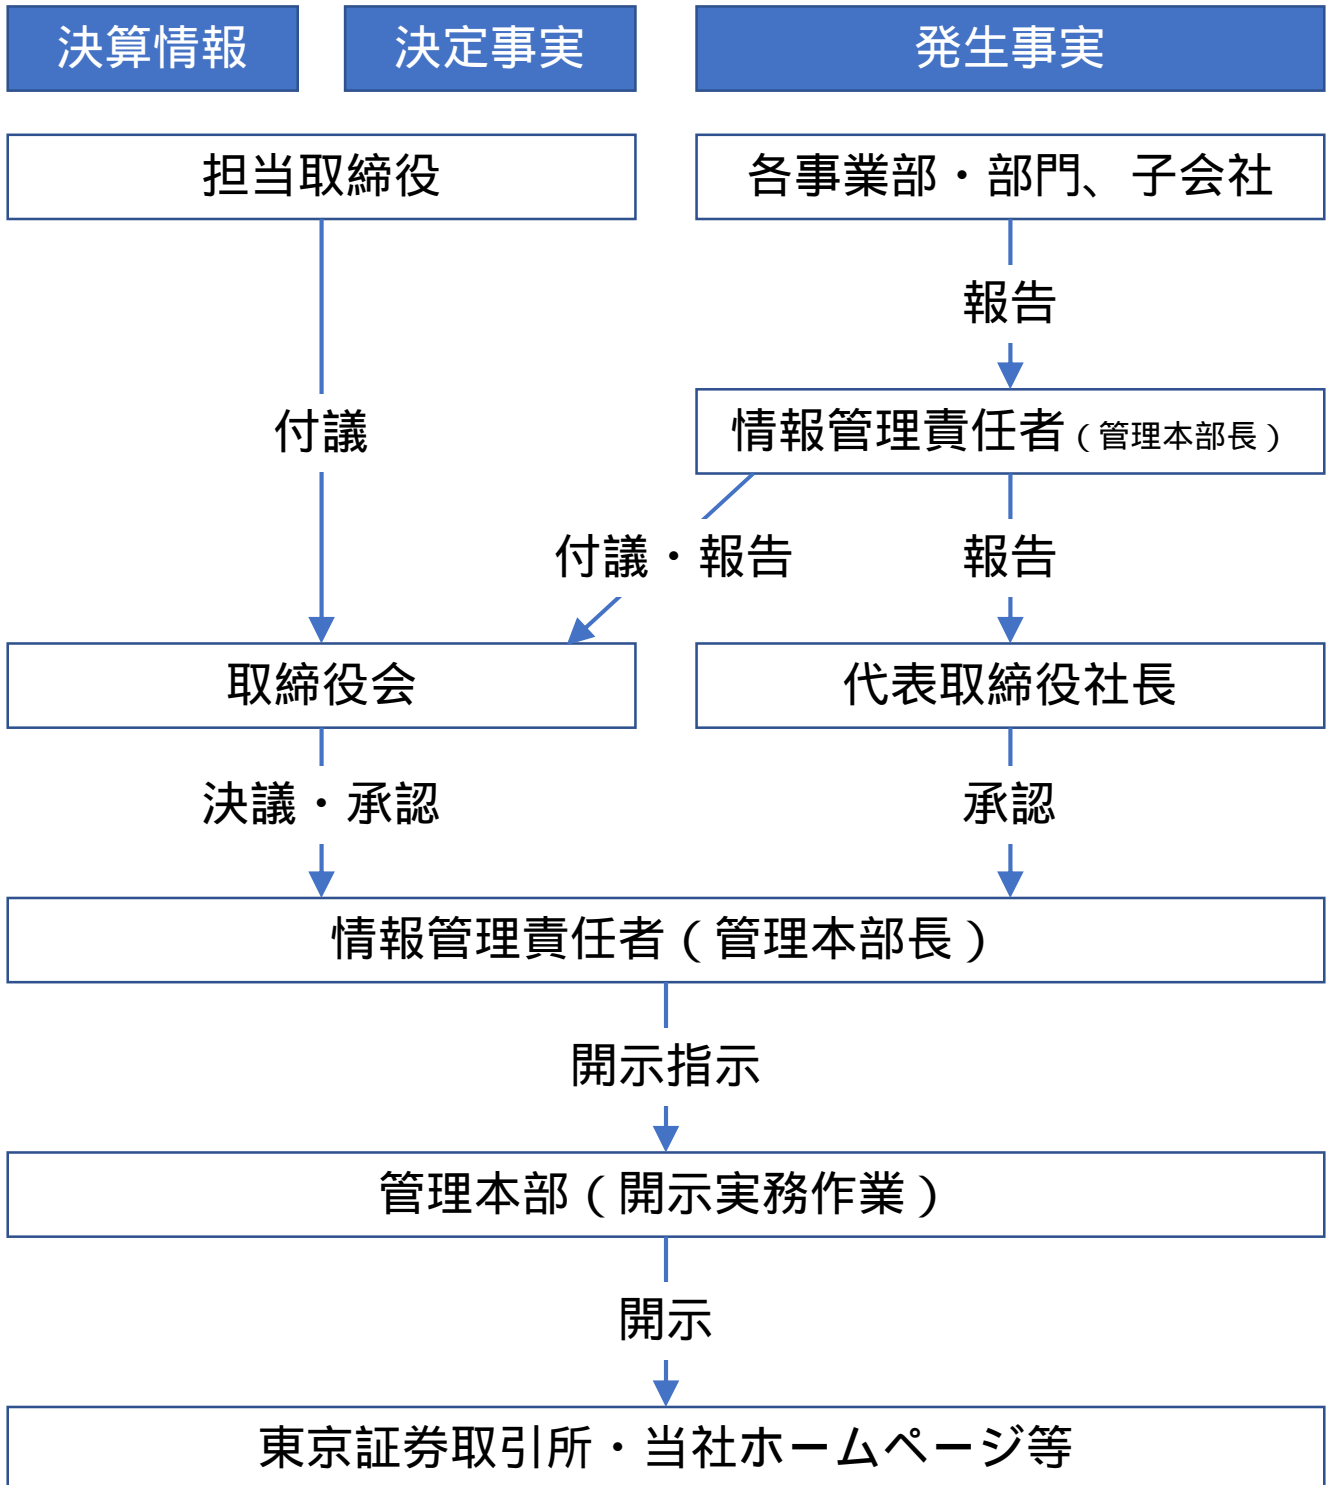 決算情報
決定事実
発生事実
担当取締役
各事業部・部門、子会社
報告
付議
情報管理責任者（管理本部長）
付議・報告
報告
取締役会
代表取締役社長
決議・承認
承認
情報管理責任者（管理本部長）
開示指示
管理本部（開示実務作業）
開示
東京証券取引所・当社ホームページ等